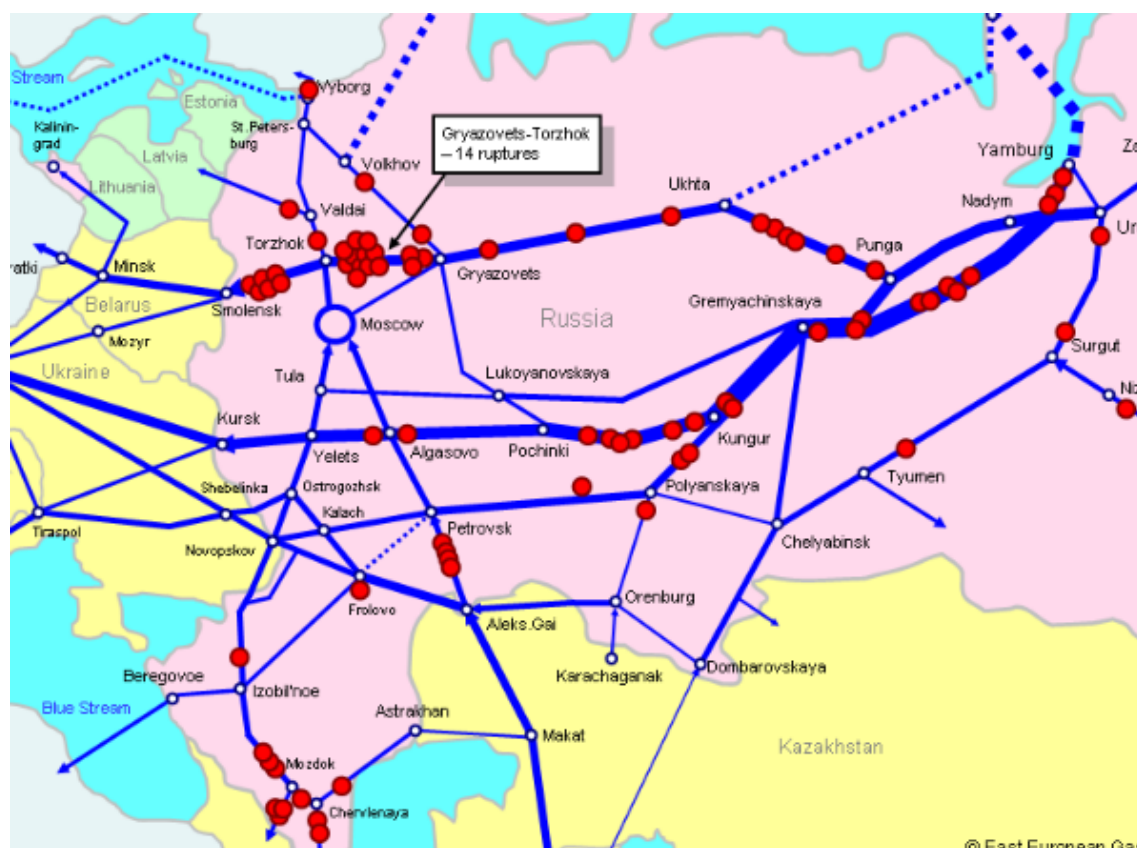 Stream
Vyborg
Estonia
Kalinin-
grad
St.Peters-
burg
Gryazovets-Torzhok
– 14 ruptures
Latvia
Volkhov
Yamburg
Lithuania
Ukhta
Valdai
Nadym
Torzhok
Punga
Gryazovets
Minsk
Smolensk
Gremyachinskaya
Belarus
Moscow
Russia
Mozyr
Surgut
Ukraine
Tula
Lukoyanovskaya
Kursk
Yelets
Algasovo
Pochinki
Kungur
Tyumen
Shebelinka
Ostrogozhsk
Polyanskaya
Kalach
Petrovsk
Tiraspol
Chelyabinsk
Novopskov
Frolovo
Orenburg
Aleks.Gai
Beregovoe
Izobil'noe
Karachaganak
Dombarovskaya
Blue Stream
Astrakhan
Makat
Kazakhstan
Mozdok
Chervlenaya
© East European